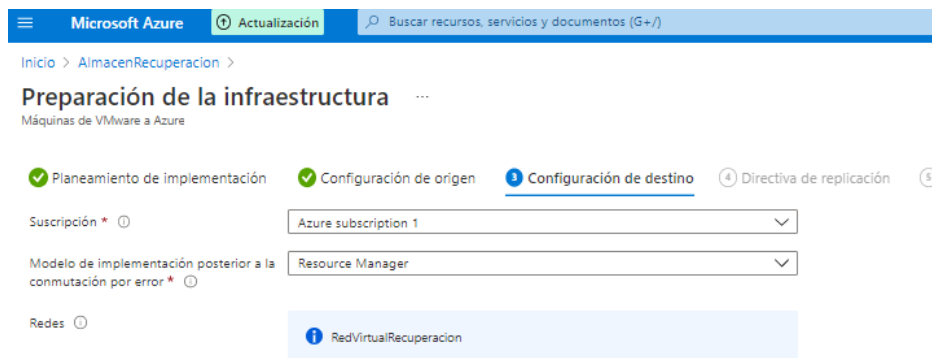 Microsoft Azure Actualización Buscar recursos, servicios y documentos (G+/)
Inicio > AlmacenRecuperacion >
Preparación de la infraestructura ...
Máquinas de VMware a Azure
Planeamiento de implementación Configuración de origen 3 Configuración de destino 4 Directiva de replicación 5
Suscripción * Azure subscription 1
Modelo de implementación posterior a la Resource Manager
conmutación por error *
Redes RedVirtualRecuperacion